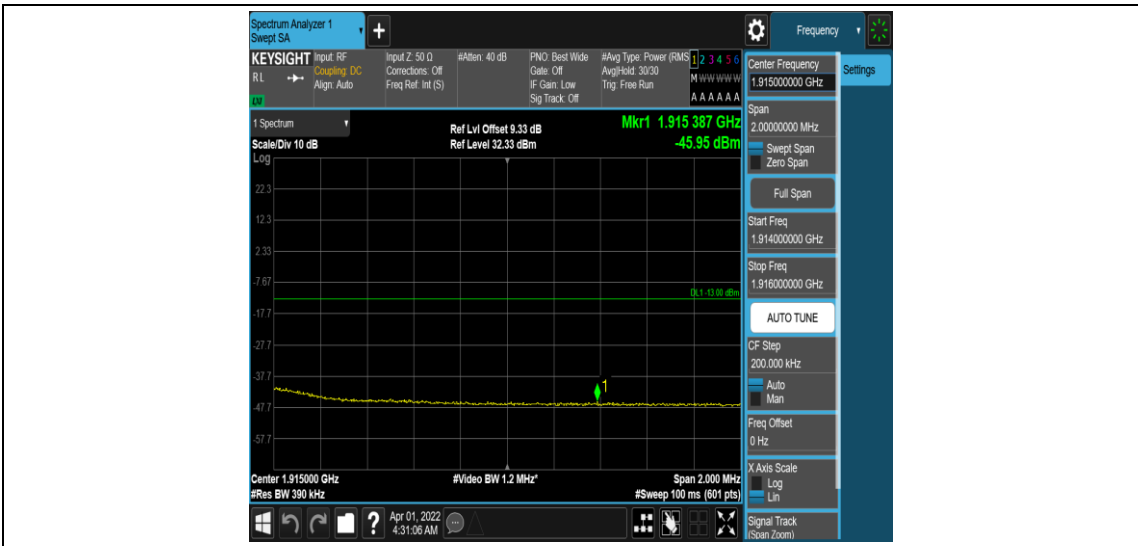 Spectrum Analyzer 1
Swept SA
+
Frequency
KEYSIGHT
RL
LXI
Input: RF
Coupling: DC
Align: Auto
Input Z: 50 Ω
Corrections: Off
Freq Ref: Int (S)
#Atten: 40 dB
PNO: Best Wide
Gate: Off
IF Gain: Low
Sig Track: Off
#Avg Type: Power (RMS
Avg|Hold: 30/30
Trig: Free Run
1 2 3 4 5 6
M W W W W W
A A A A A A
1 Spectrum
Scale/Div 10 dB
Log
Ref Lvl Offset 9.33 dB
Ref Level 32.33 dBm
Mkr1 1.915 387 GHz
-45.95 dBm
22.3
12.3
2.33
-7.67
-17.7
-27.7
-37.7
-47.7
-57.7
DL1 -13.00 dBm
1
Center 1.915000 GHz
#Res BW 390 kHz
#Video BW 1.2 MHz*
Span 2.000 MHz
#Sweep 100 ms (601 pts)
Center Frequency
1.915000000 GHz
Settings
Span
2.00000000 MHz
Swept Span
Zero Span
Full Span
Start Freq
1.914000000 GHz
Stop Freq
1.916000000 GHz
AUTO TUNE
CF Step
200.000 kHz
Auto
Man
Freq Offset
0 Hz
X Axis Scale
Log
Lin
Signal Track
(Span Zoom)
?
Apr 01, 2022
4:31:06 AM